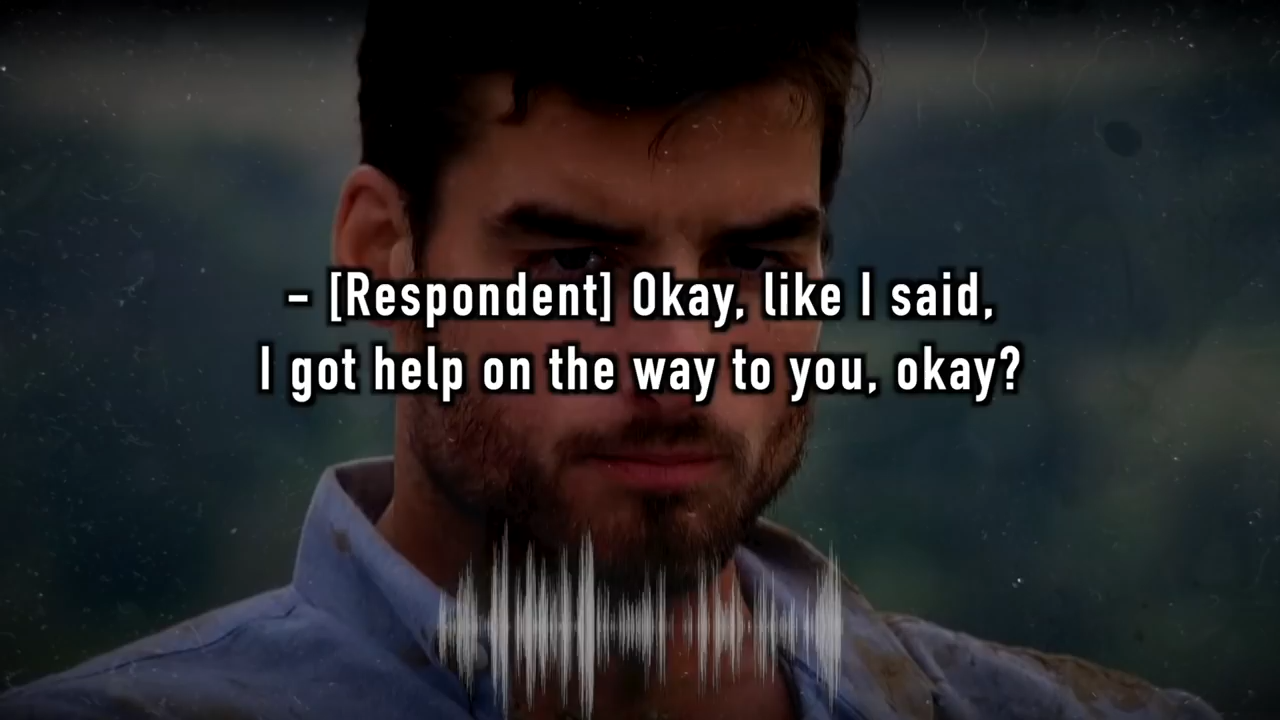 – [Respondent] Okay, like I said,
I got help on the way to you, okay?